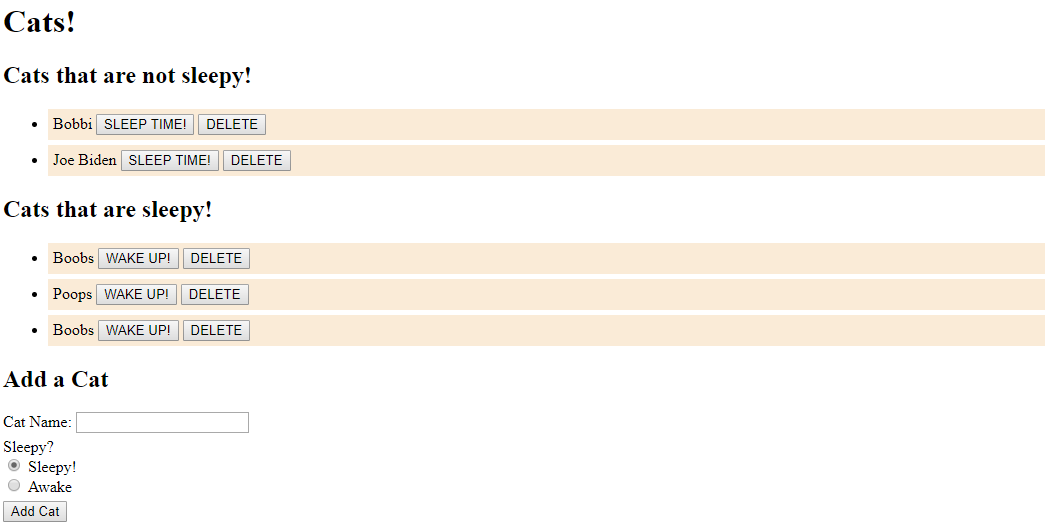 Cats!
Cats that are not sleepy!
Bobbi SLEEP TIME! DELETE
Joe Biden SLEEP TIME! DELETE
Cats that are sleepy!
Boobs WAKE UP! DELETE
Poops WAKE UP! DELETE
Boobs WAKE UP! DELETE
Add a Cat
Cat Name:
Sleepy?
Sleepy!
Awake
Add Cat